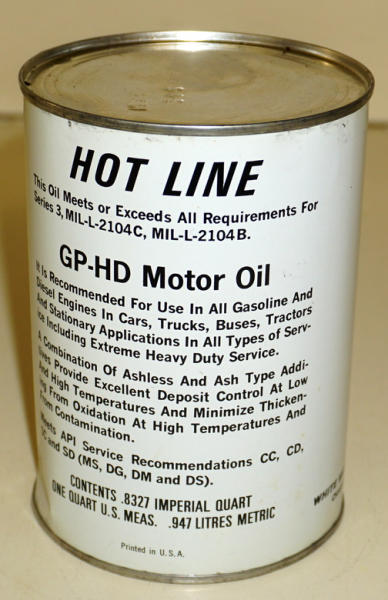 HOT LINE
This Oil Meets or Exceeds All Requirements For
Series 3, MIL-L-2104C, MIL-L-2104B.
GP-HD Motor Oil
It Is Recommended For Use In All Gasoline And
Diesel Engines In Cars, Trucks, Buses, Tractors
And Stationary Applications In All Types of Serv-
ice Including Extreme Heavy Duty Service.
A Combination Of Ashless And Ash Type Addi-
tives Provide Excellent Deposit Control At Low
And High Temperatures And Minimize Thicken-
ing From Oxidation At High Temperatures And
From Contamination.
Meets API Service Recommendations CC, CD,
SC and SD (MS, DG, DM and DS).
CONTENTS .8327 IMPERIAL QUART
ONE QUART U.S. MEAS. .947 LITRES METRIC
WHITE
Printed in U.S.A.